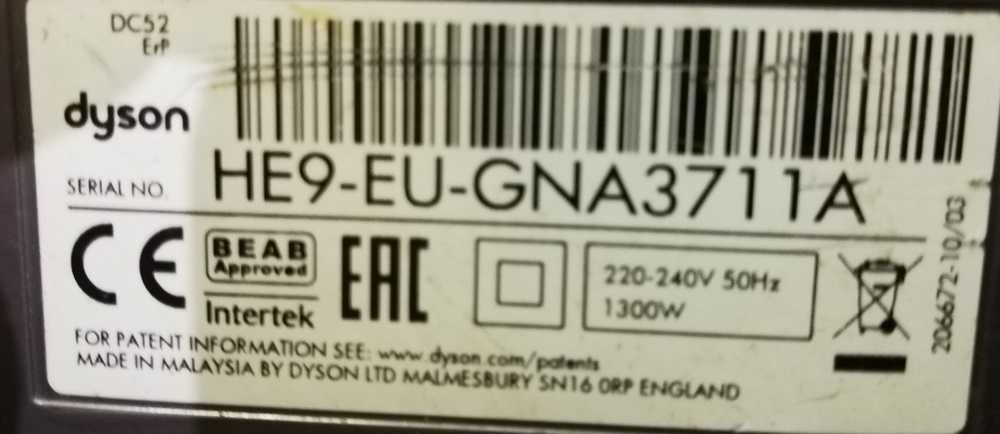 DC52
ErP
dyson
SERIAL NO.
HE9-EU-GNA3711A
CE
BEAB
Approved
Intertek
EAC
220-240V 50Hz
1300W
206672-10/03
FOR PATENT INFORMATION SEE: www.dyson.com/patents
MADE IN MALAYSIA BY DYSON LTD MALMESBURY SN16 0RP ENGLAND